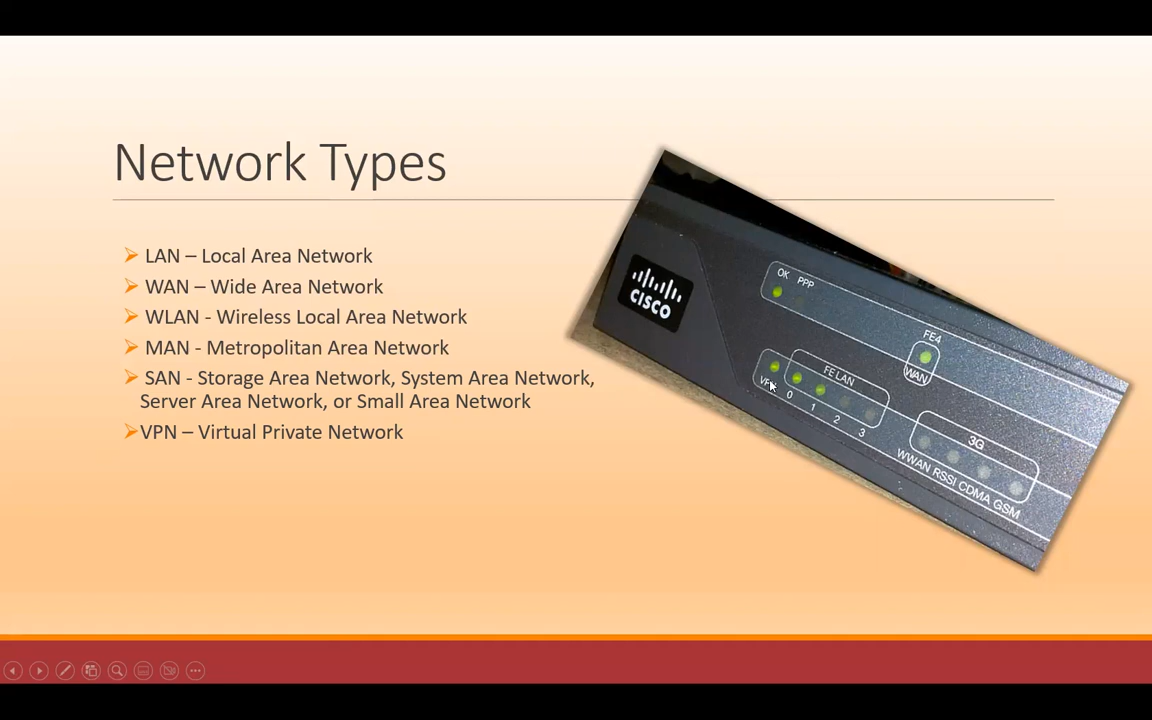 Network Types
➢ LAN – Local Area Network
➢ WAN – Wide Area Network
➢ WLAN - Wireless Local Area Network
➢ MAN - Metropolitan Area Network
➢ SAN - Storage Area Network, System Area Network,
Server Area Network, or Small Area Network
➢VPN – Virtual Private Network
CISCO
OK PPP
FE4
WAN
FE LAN
0 1 2 3
3G
WWAN RSSI CDMA GSM